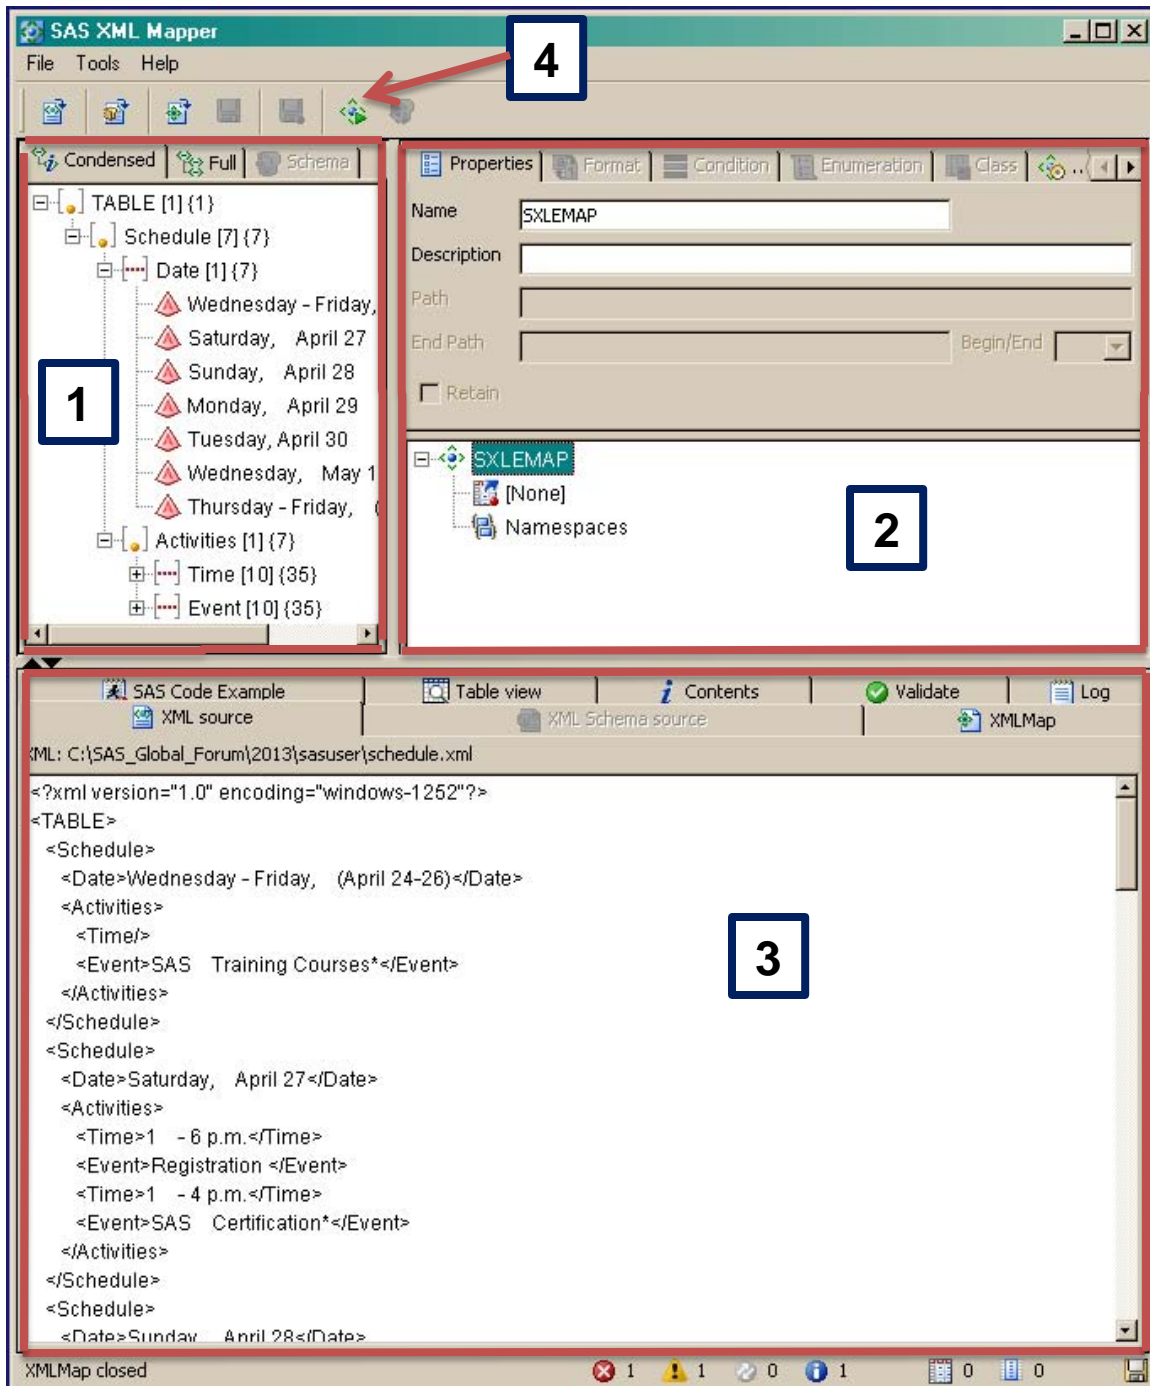 SAS XML Mapper
File Tools Help
4
Condensed Full Schema
TABLE [1] {1}
Schedule [7] {7}
Date [1] {7}
Wednesday - Friday,
Saturday, April 27
Sunday, April 28
Monday, April 29
Tuesday, April 30
Wednesday, May 1
Thursday - Friday, (
Activities [1] {7}
Time [10] {35}
Event [10] {35}
1
Properties Format Condition Enumeration Class ..
Name SXLEMAP
Description
Path
End Path Begin/End
Retain
SXLEMAP
[None]
Namespaces
2
SAS Code Example Table view Contents Validate Log
XML source XML Schema source XMLMap
XML: C:\SAS_Global_Forum\2013\sasuser\schedule.xml
<?xml version="1.0" encoding="windows-1252"?>
<TABLE>
<Schedule>
<Date>Wednesday - Friday, (April 24-26)</Date>
<Activities>
<Time/>
<Event>SAS Training Courses*</Event>
</Activities>
</Schedule>
<Schedule>
<Date>Saturday, April 27</Date>
<Activities>
<Time>1 - 6 p.m.</Time>
<Event>Registration </Event>
<Time>1 - 4 p.m.</Time>
<Event>SAS Certification*</Event>
</Activities>
</Schedule>
<Schedule>
<Date>Sunday, April 28</Date>
3
XMLMap closed 1 1 0 1 0 0